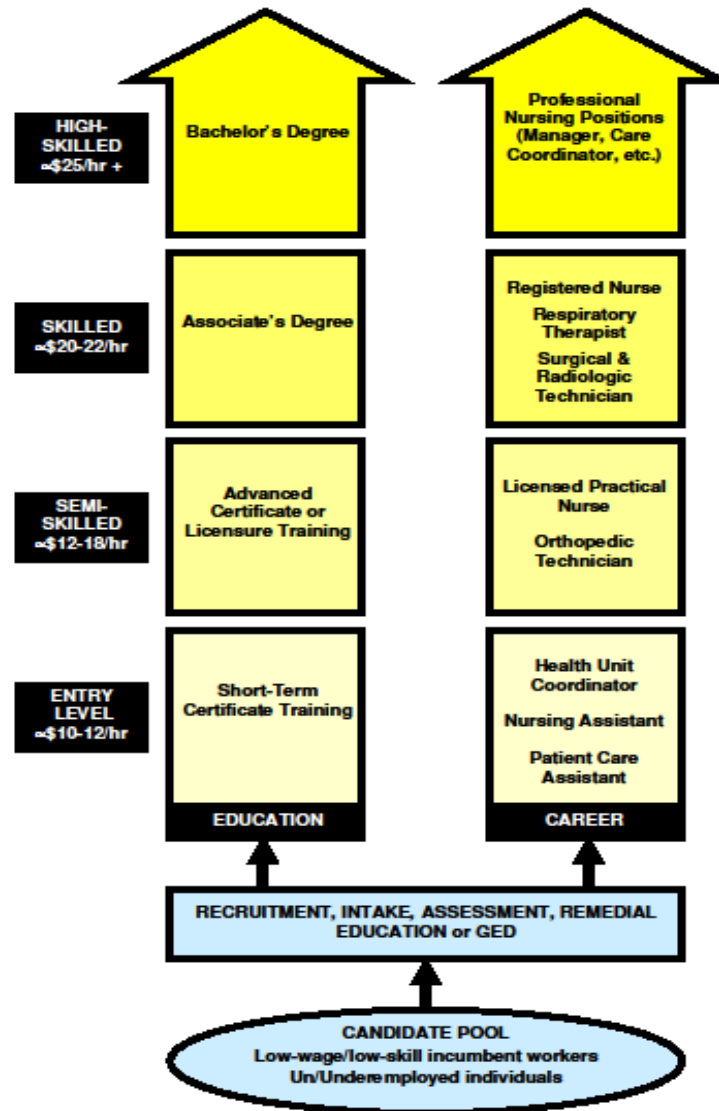 HIGH-
SKILLED
≈$25/hr +
Bachelor's Degree
Professional
Nursing Positions
(Manager, Care
Coordinator, etc.)
SKILLED
≈$20-22/hr
Associate's Degree
Registered Nurse
Respiratory
Therapist
Surgical &
Radiologic
Technician
SEMI-
SKILLED
≈$12-18/hr
Advanced
Certificate or
Licensure Training
Licensed Practical
Nurse
Orthopedic
Technician
ENTRY
LEVEL
≈$10-12/hr
Short-Term
Certificate Training
Health Unit
Coordinator
Nursing Assistant
Patient Care
Assistant
EDUCATION
CAREER
RECRUITMENT, INTAKE, ASSESSMENT, REMEDIAL
EDUCATION or GED
CANDIDATE POOL
Low-wage/low-skill incumbent workers
Un/Underemployed individuals